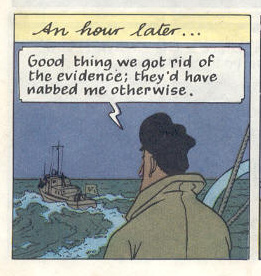 An hour later...
Good thing we got rid of
the evidence; they'd have
nabbed me otherwise.